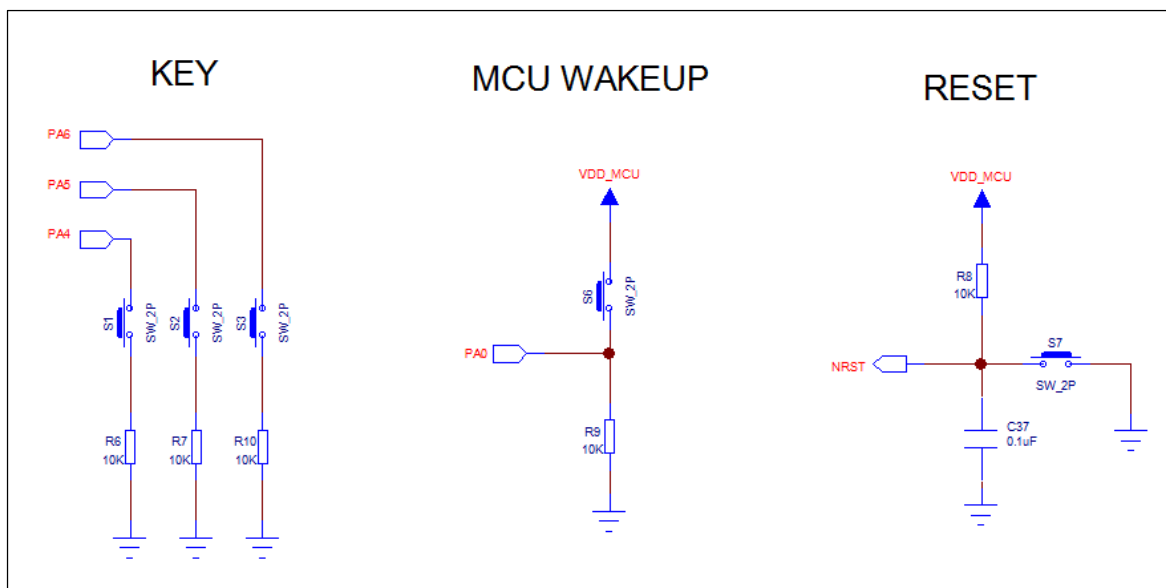 KEY
PA6
PA5
PA4
S1
SW_2P
S2
SW_2P
S3
SW_2P
R6
10K
R7
10K
R10
10K
MCU WAKEUP
VDD_MCU
S6
SW_2P
PA0
R9
10K
RESET
VDD_MCU
R8
10K
NRST
S7
SW_2P
C37
0.1uF